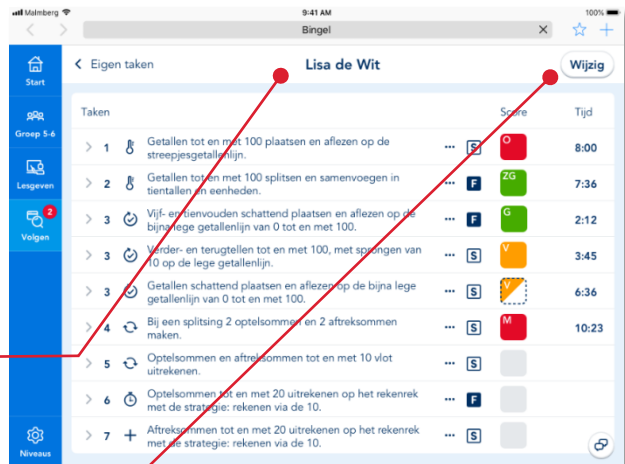 Malmberg
9:41 AM
100%
Bingel
Start
Groep 5-6
Lesgeven
2
Volgen
Niveaus
Eigen taken
Lisa de Wit
Wijzig
Taken
Score
Tijd
1
Getallen tot en met 100 plaatsen en aflezen op de
streepjesgetallenlijn.
S
O
8:00
2
Getallen tot en met 100 splitsen en samenvoegen in
tientallen en eenheden.
F
ZG
7:36
3
Vijf- en tienvouden schattend plaatsen en aflezen op de
bijna lege getallenlijn van 0 tot en met 100.
F
G
2:12
3
Verder- en terugtellen tot en met 100, met sprongen van
10 op de lege getallenlijn.
S
V
3:45
3
Getallen schattend plaatsen en aflezen op de bijna lege
getallenlijn van 0 tot en met 100.
S
V
6:36
4
Bij een splitsing 2 optelsommen en 2 aftreksommen
maken.
S
M
10:23
5
Optelsommen en aftreksommen tot en met 10 vlot
uitrekenen.
S
6
Optelsommen tot en met 20 uitrekenen op het rekenrek
met de strategie: rekenen via de 10.
F
7
Aftreksommen tot en met 20 uitrekenen op het rekenrek
met de strategie: rekenen via de 10.
S